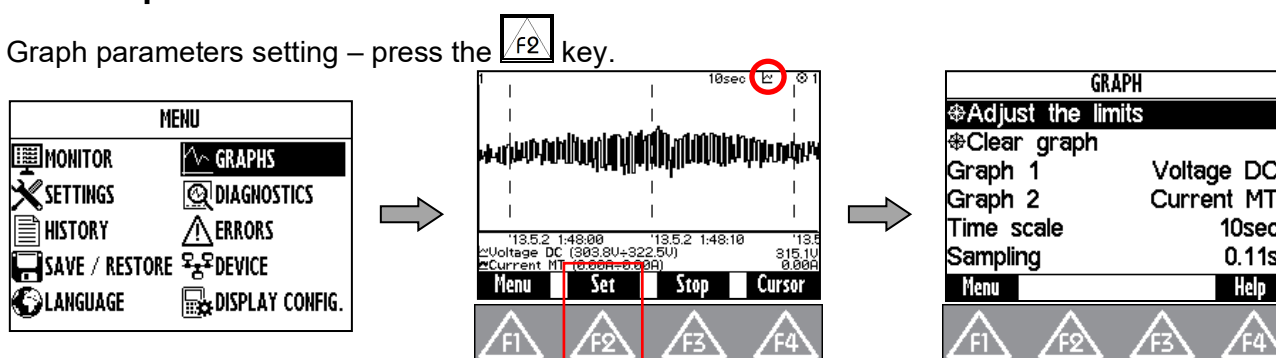 Graph parameters setting – press the F2 key.
MENU
MONITOR GRAPHS
SETTINGS DIAGNOSTICS
HISTORY ERRORS
SAVE / RESTORE DEVICE
LANGUAGE DISPLAY CONFIG.
1 10sec 1
'13.5.2 1:48:00 '13.5.2 1:48:10 '13.5
Voltage DC (303.8V÷322.5V) 315.1V
Current MT (0.00A÷0.00A) 0.00A
Menu Set Stop Cursor
F1 F2 F3 F4
GRAPH
Adjust the limits
Clear graph
Graph 1 Voltage DC
Graph 2 Current MT
Time scale 10sec
Sampling 0.11s
Menu Help
F1 F2 F3 F4